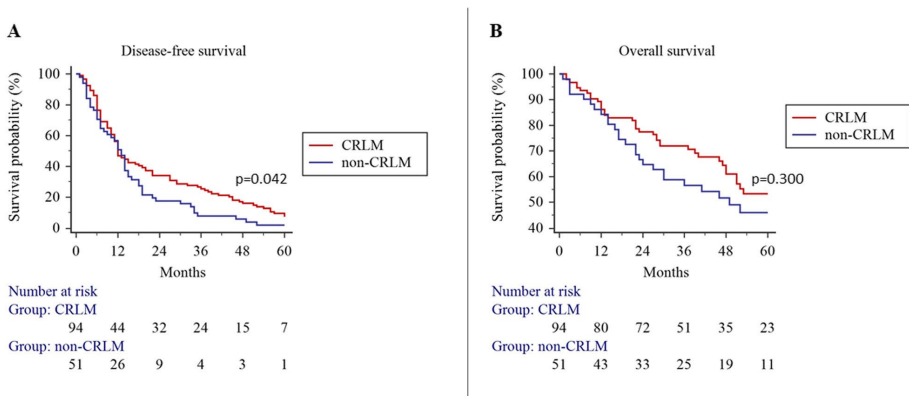 A
Disease-free survival
Survival probability (%)
100
80
60
40
20
0
0 12 24 36 48 60
Months
CRLM
non-CRLM
p=0.042
Number at risk
Group: CRLM
94 44 32 24 15 7
Group: non-CRLM
51 26 9 4 3 1
B
Overall survival
Survival probability (%)
100
90
80
70
60
50
40
0 12 24 36 48 60
Months
CRLM
non-CRLM
p=0.300
Number at risk
Group: CRLM
94 80 72 51 35 23
Group: non-CRLM
51 43 33 25 19 11